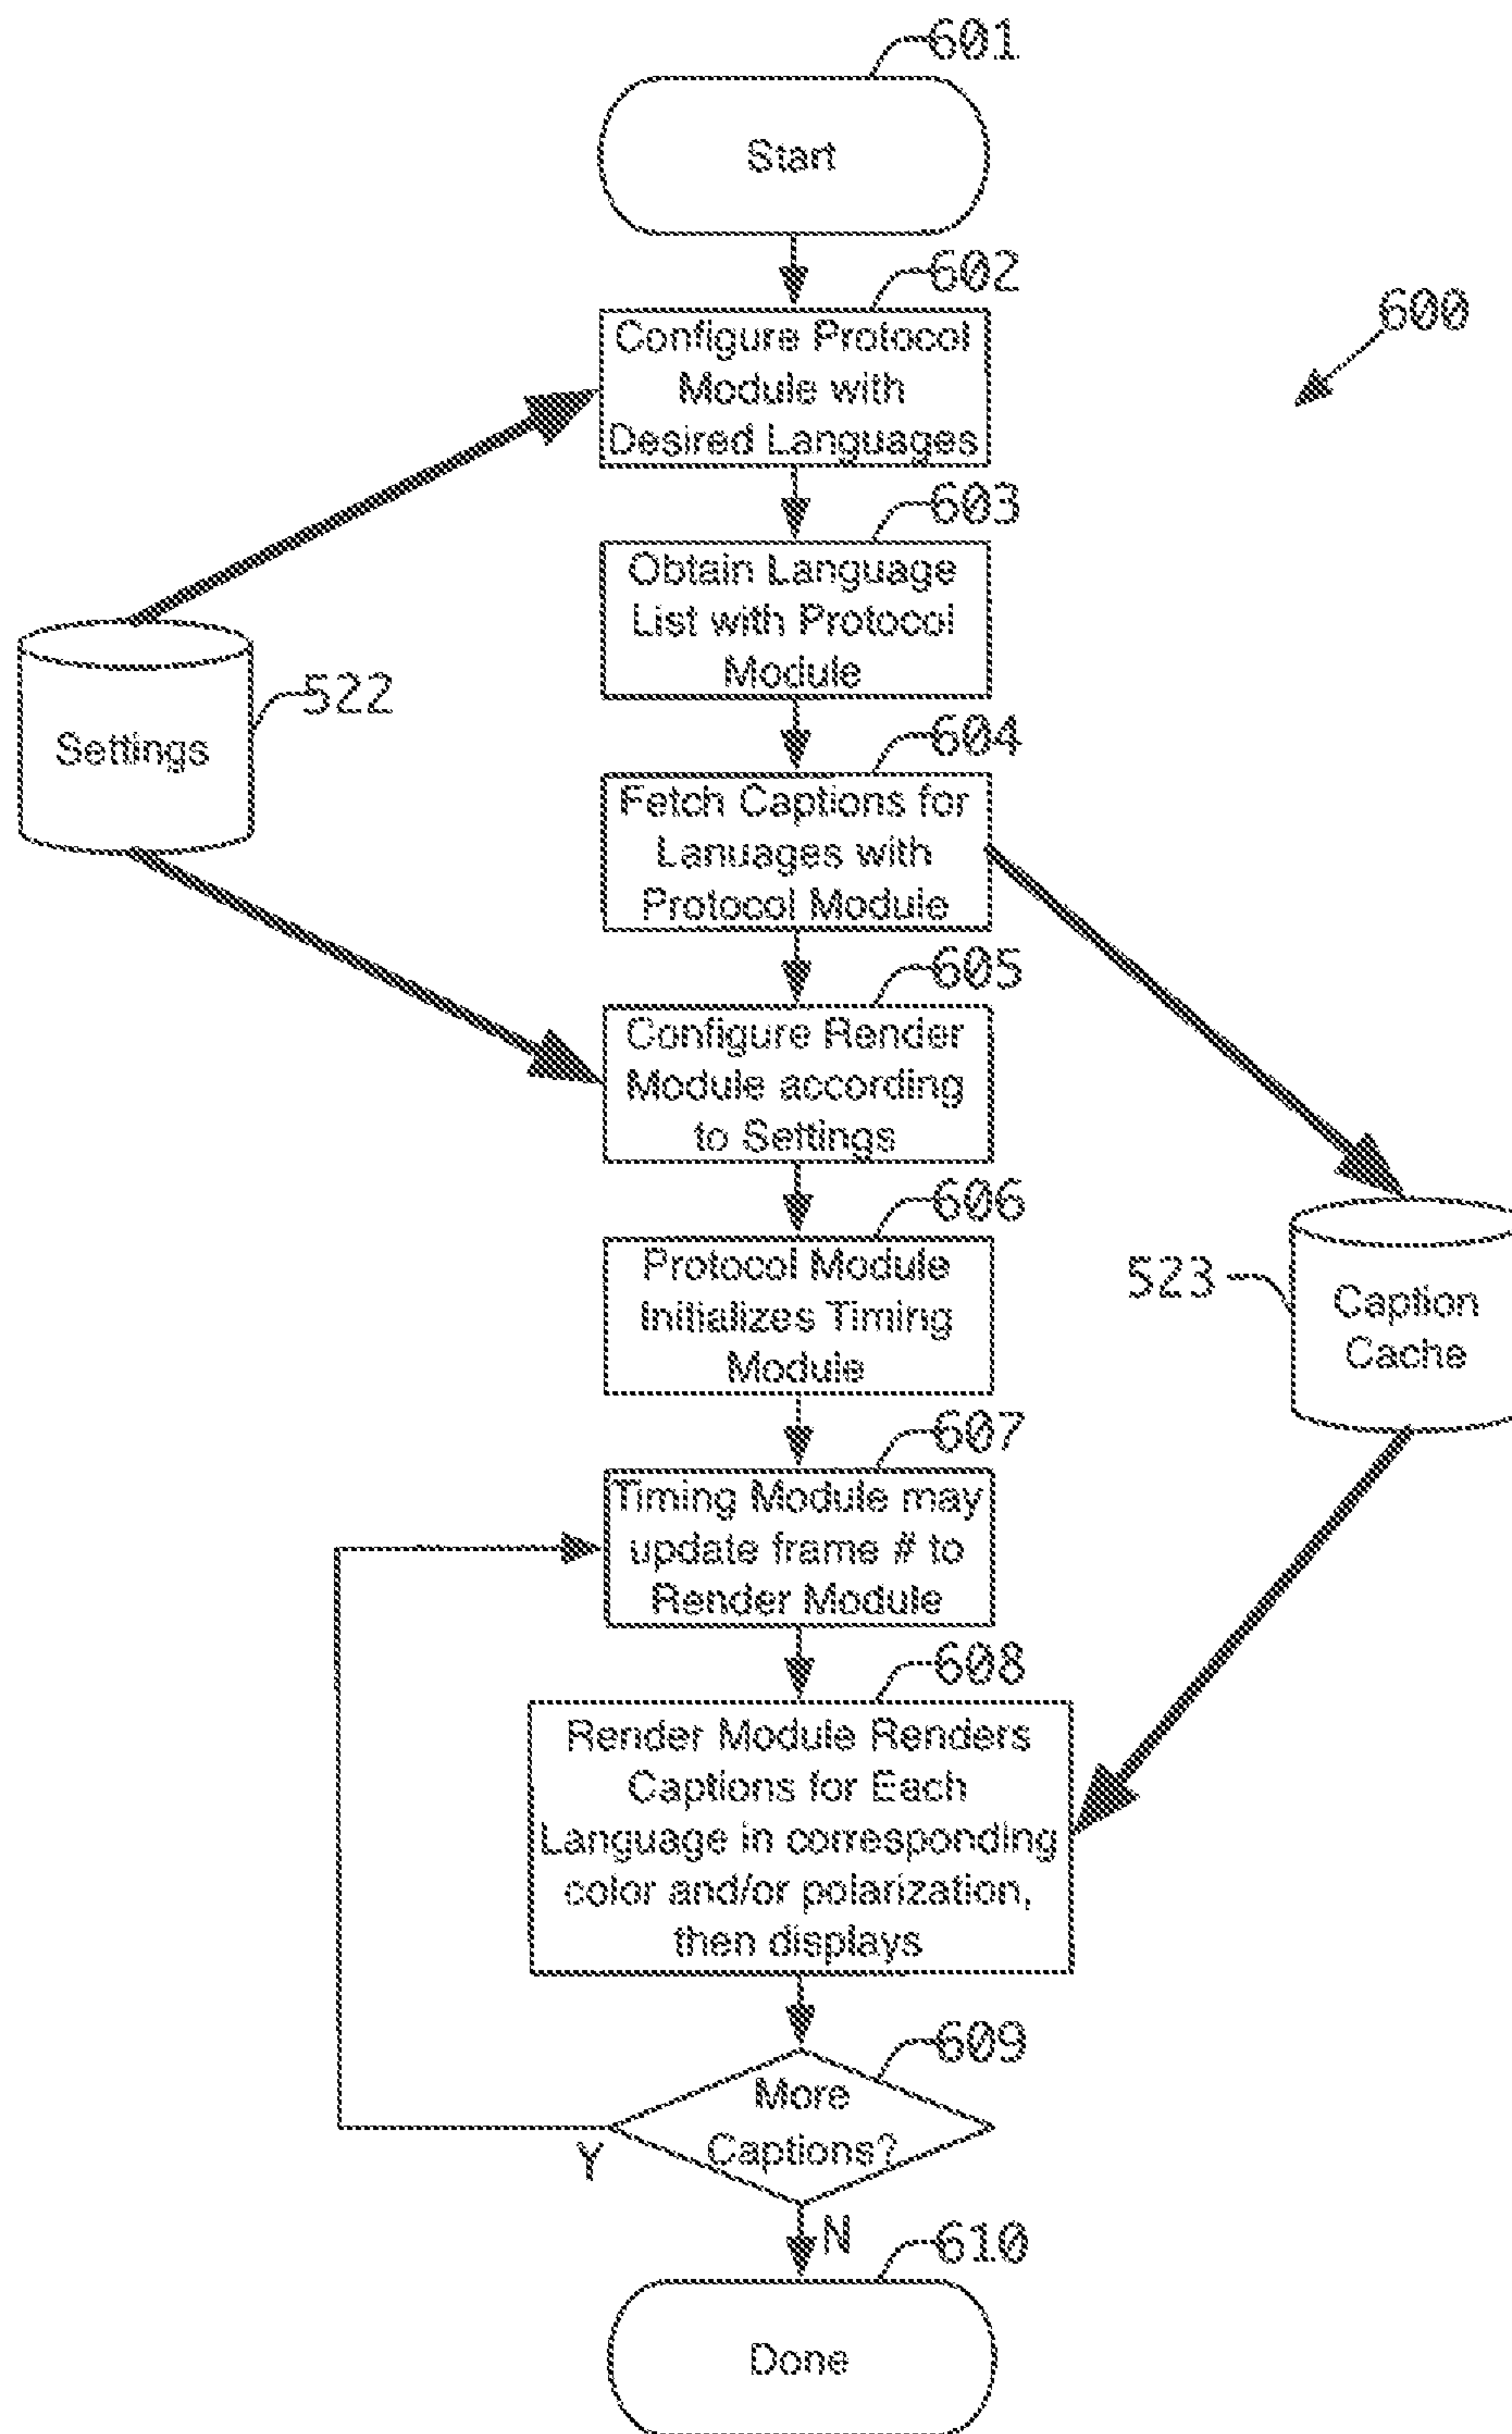 601
Start
602
Configure Protocol
Module with
Desired Languages
600
603
Obtain Language
List with Protocol
Module
522
Settings
604
Fetch Captions for
Lanuages with
Protocol Module
605
Configure Render
Module according
to Settings
606
Protocol Module
Initializes Timing
Module
523
Caption
Cache
607
Timing Module may
update frame # to
Render Module
608
Render Module Renders
Captions for Each
Language in corresponding
color and/or polarization,
then displays
609
More
Captions?
Y
N
610
Done